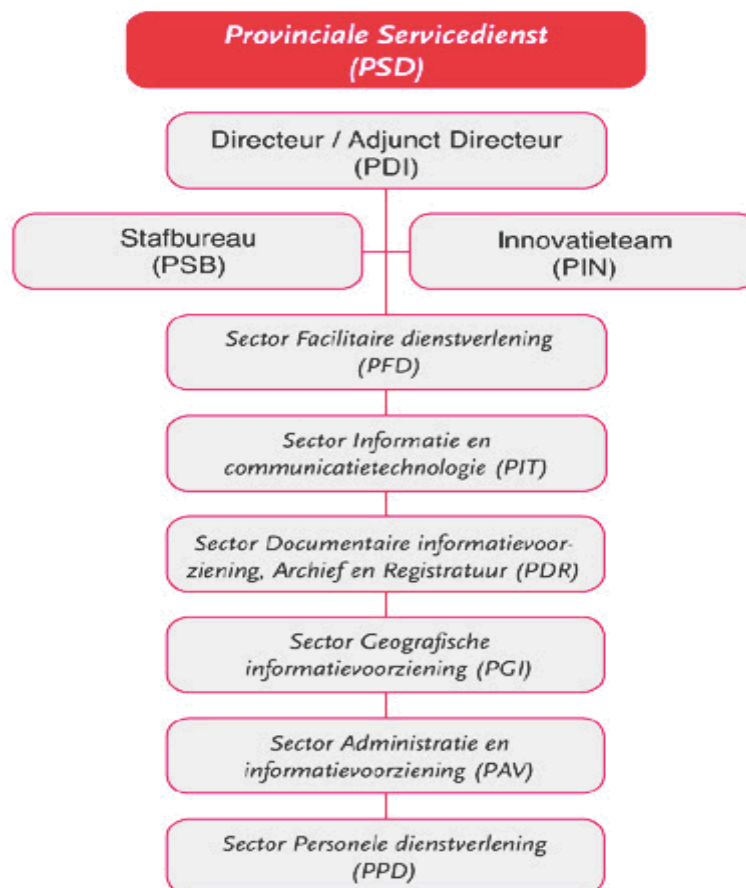 Provinciale Servicedienst
(PSD)
Directeur / Adjunct Directeur
(PDI)
Stafbureau
(PSB)
Innovatieteam
(PIN)
Sector Facilitaire dienstverlening
(PFD)
Sector Informatie en
communicatietechnologie (PIT)
Sector Documentaire informatievoor-
ziening, Archief en Registratuur (PDR)
Sector Geografische
informatievoorziening (PGI)
Sector Administratie en
informatievoorziening (PAV)
Sector Personele dienstverlening
(PPD)